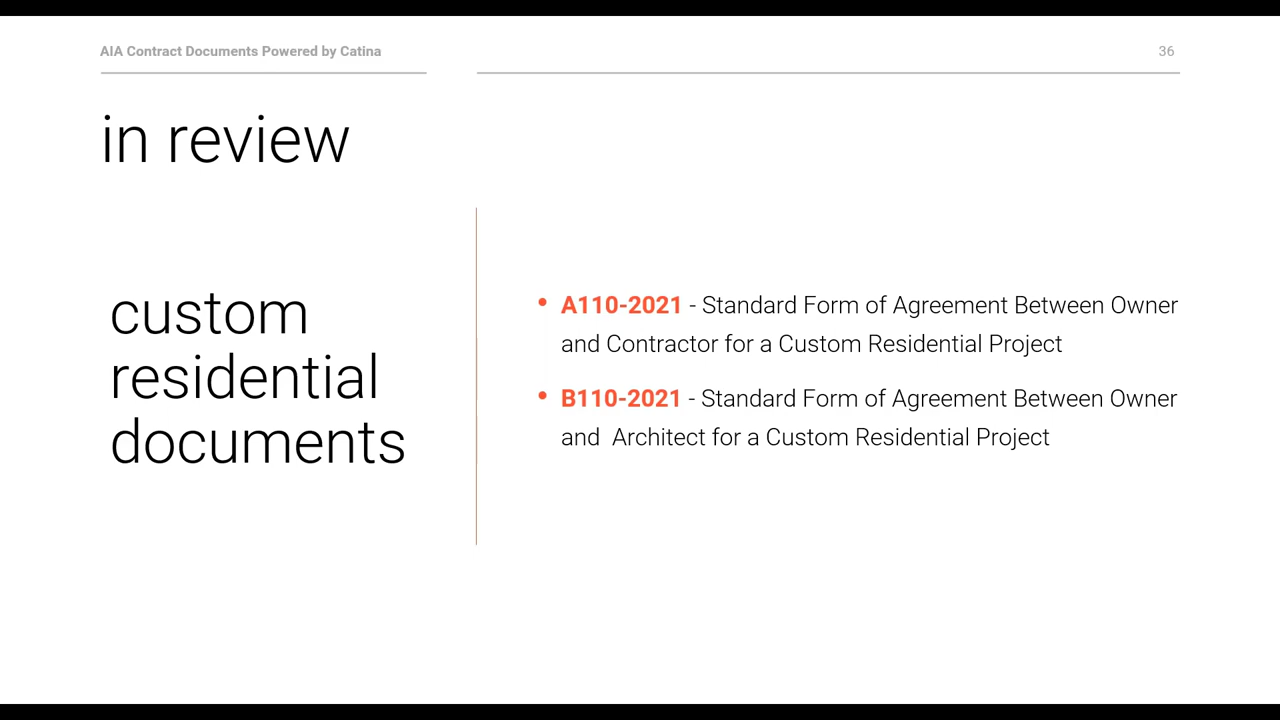 AIA Contract Documents Powered by Catina
36
in review
custom
residential
documents
• A110-2021 - Standard Form of Agreement Between Owner
and Contractor for a Custom Residential Project
• B110-2021 - Standard Form of Agreement Between Owner
and  Architect for a Custom Residential Project